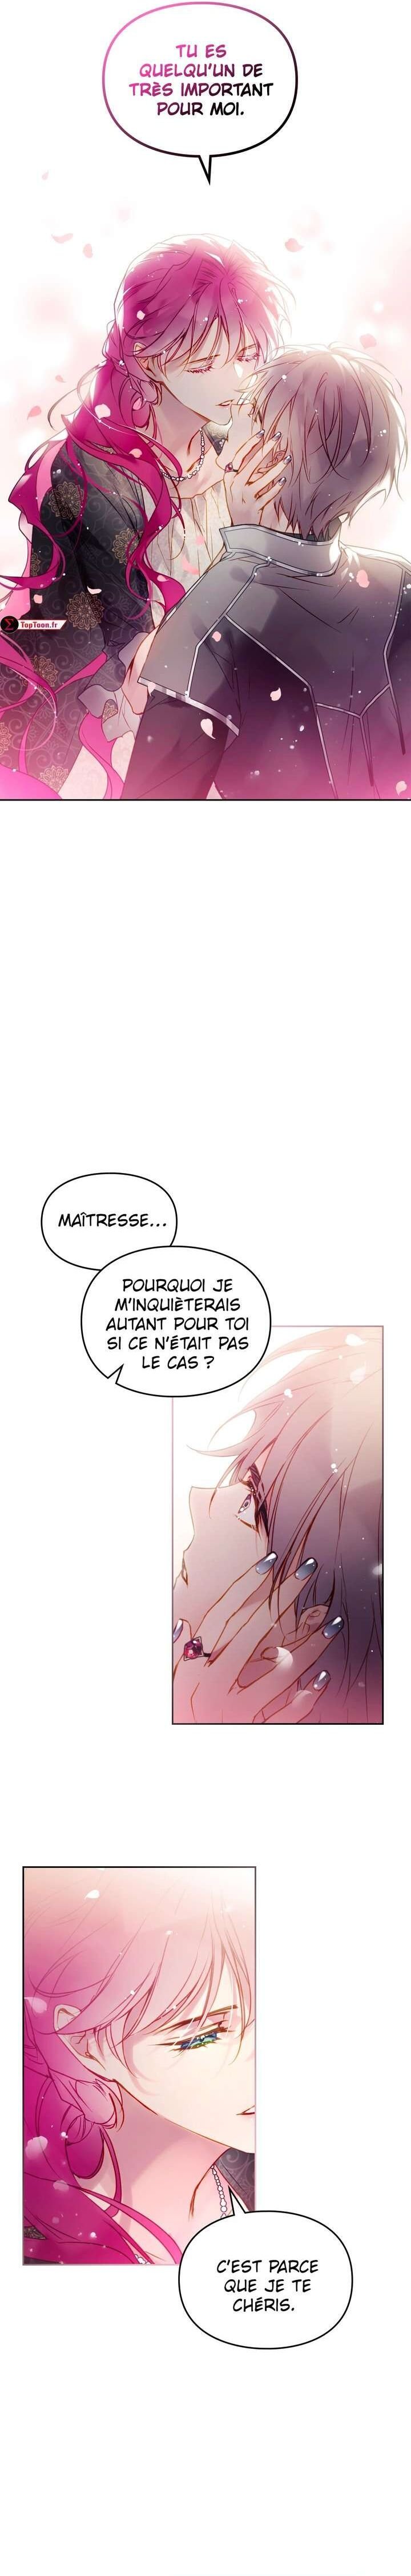 TU ES
QUELQU'UN DE
TRÈS IMPORTANT
POUR MOI.
TopToon.fr
MAÎTRESSE...
POURQUOI JE
M'INQUIÈTERAIS
AUTANT POUR TOI
SI CE N'ÉTAIT PAS
LE CAS ?
C'EST PARCE
QUE JE TE
CHÉRIS.